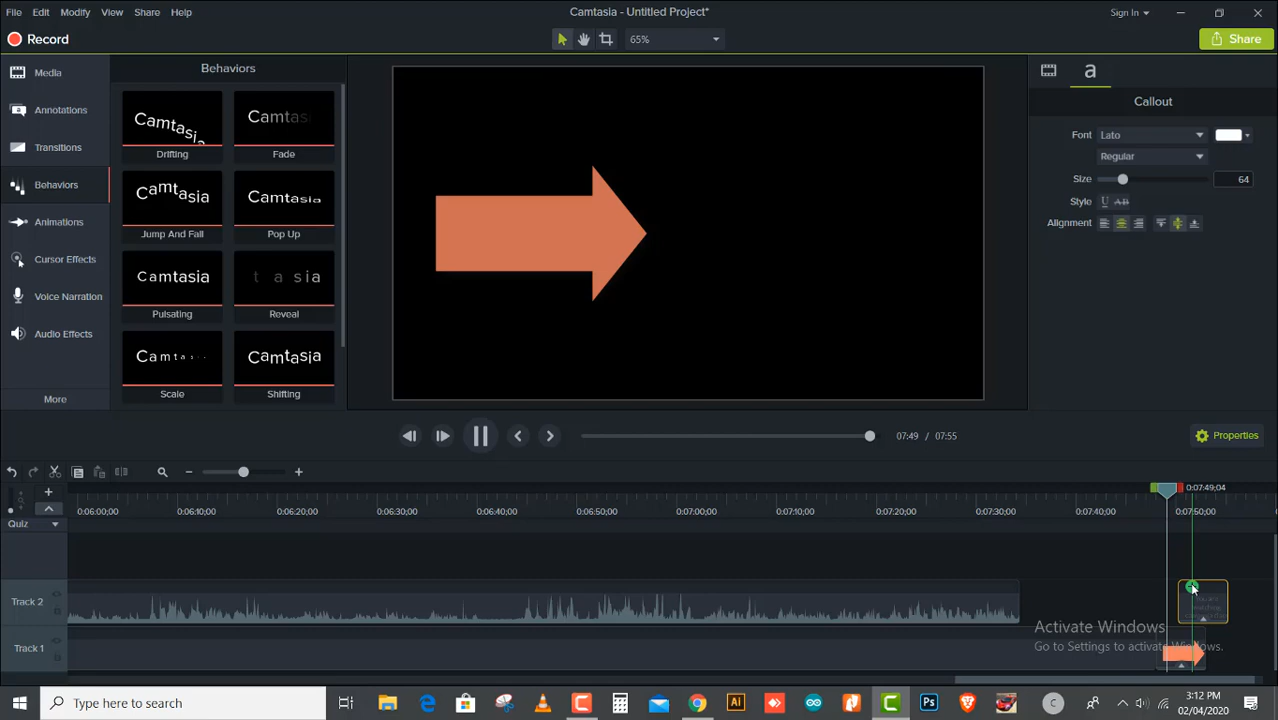 File Edit Modify View Share Help
Camtasia - Untitled Project*
Sign In
Record
65%
Share
Media
Annotations
Transitions
Behaviors
Animations
Cursor Effects
Voice Narration
Audio Effects
More
Behaviors
Camtasia Camtas
Drifting Fade
Camtasia Camtasia
Jump And Fall Pop Up
Camtasia t a sia
Pulsating Reveal
Camtas Camtasia
Scale Shifting
a
Callout
Font Lato
Regular
Size 64
Style U AB
Alignment
07:49 / 07:55
Properties
0:07:49;04
0:06:00;00 0:06:10;00 0:06:20;00 0:06:30;00 0:06:40;00 0:06:50;00 0:07:00;00 0:07:10;00 0:07:20;00 0:07:30;00 0:07:40;00 0:07:50;00
Quiz
Track 2
Track 1
Activate Windows
Go to Settings to activate Windows.
Type here to search
Ai
Ps
C
3:12 PM
02/04/2020